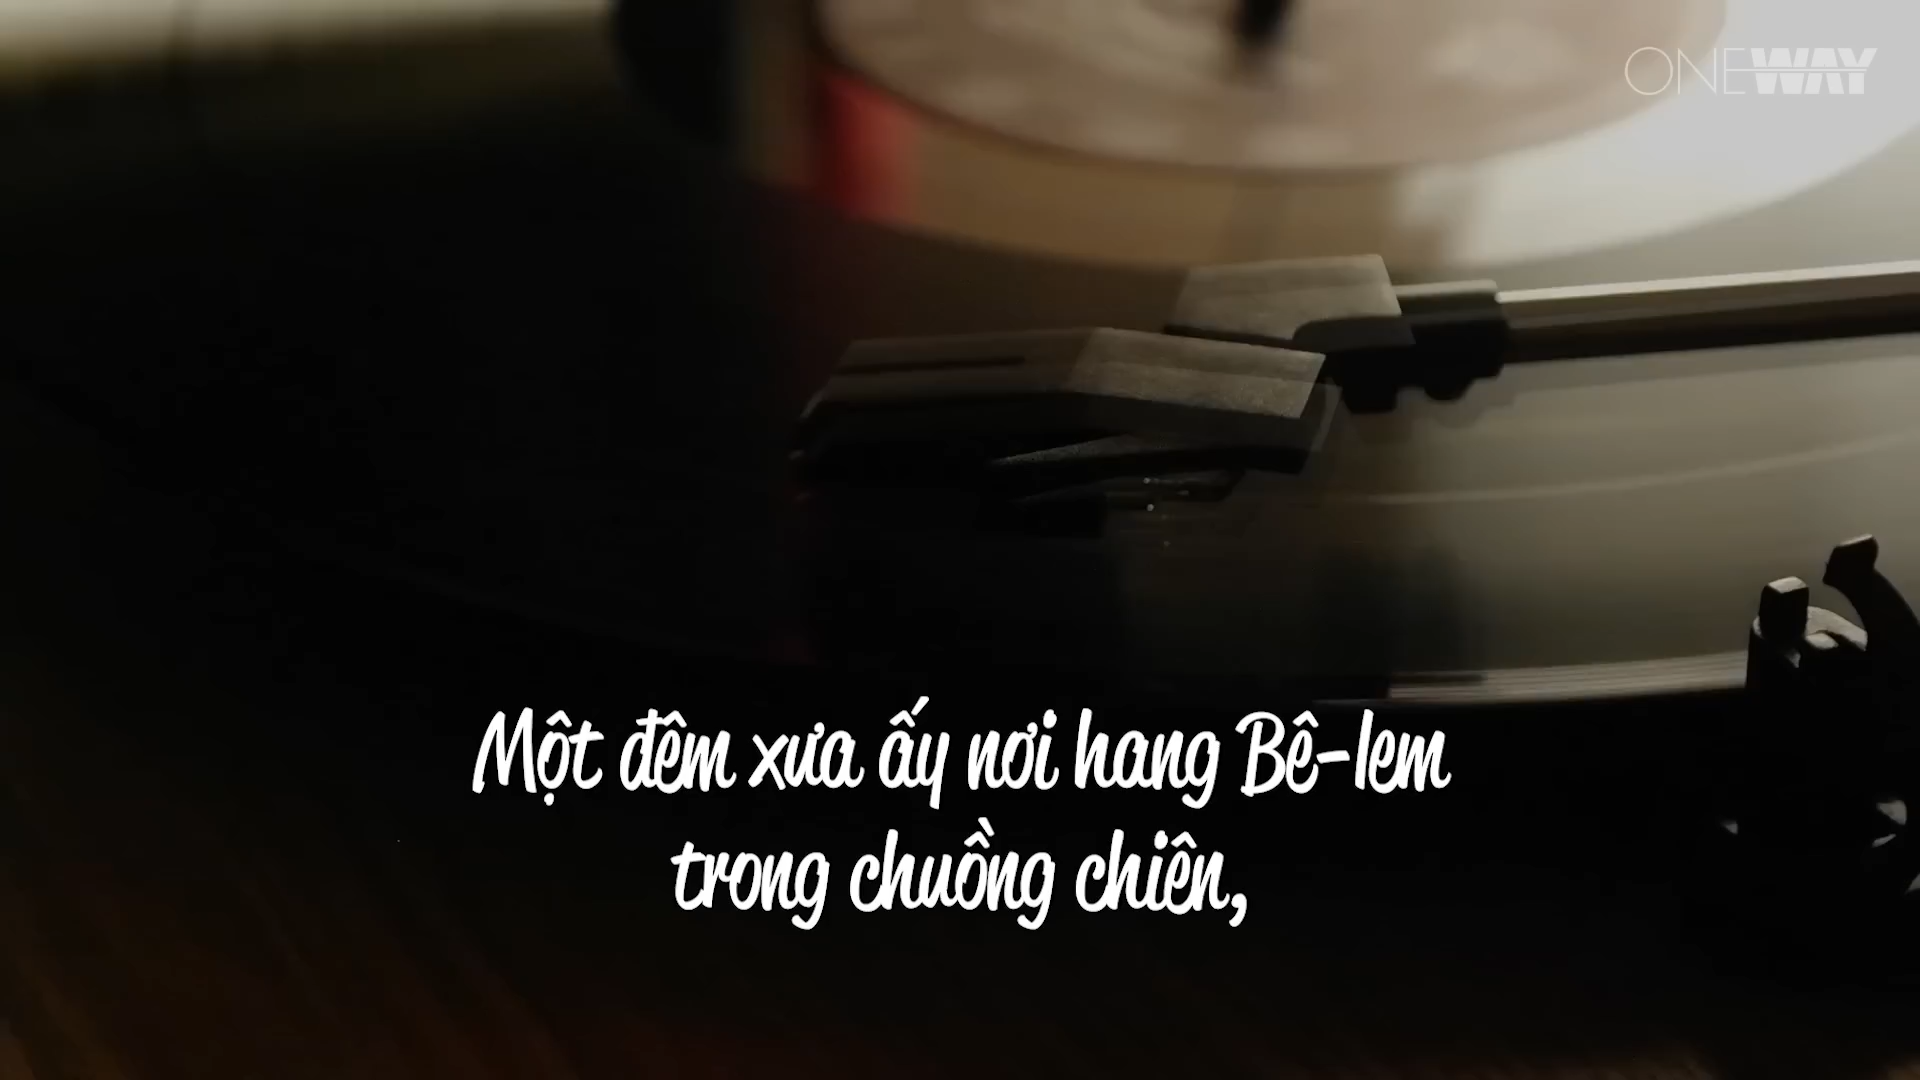 ONEWAY
Một đêm xưa ấy nơi hang Bê-lem
trong chuồng chiên,